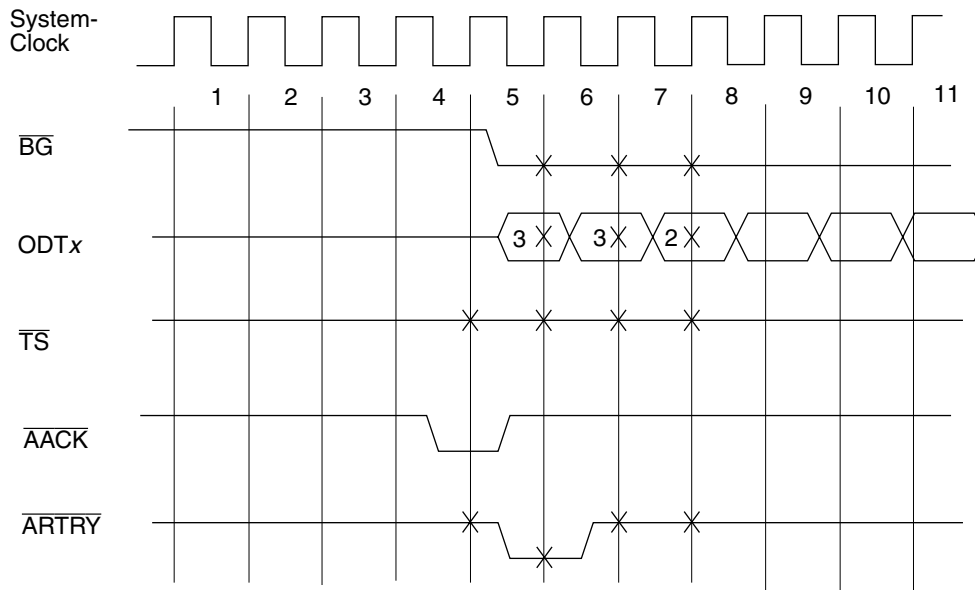 System-
Clock
1 2 3 4 5 6 7 8 9 10 11
BG
ODTx
3 3 2
TS
AACK
ARTRY